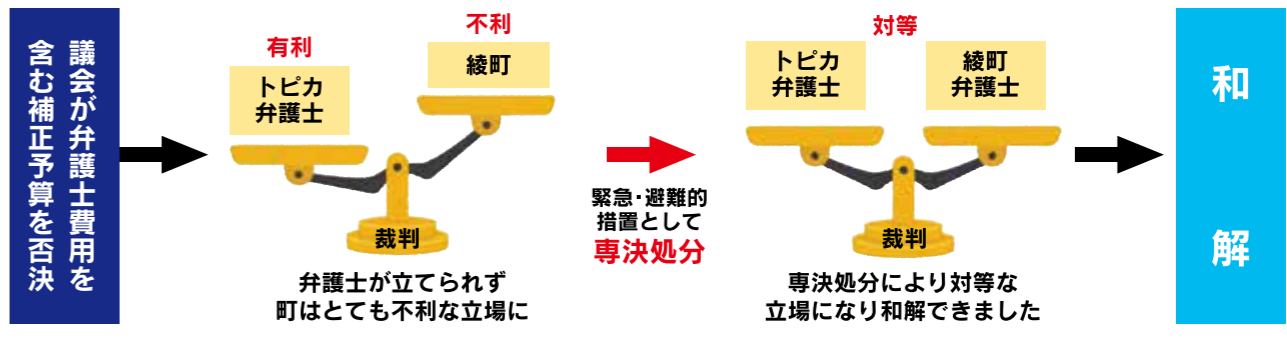 議会が弁護士費用を
含む補正予算を否決
有利
トピカ
弁護士
不利
綾町
裁判
弁護士が立てられず
町はとても不利な立場に
緊急・避難的
措置として
専決処分
対等
トピカ
弁護士
綾町
弁護士
裁判
専決処分により対等な
立場になり和解できました
和解